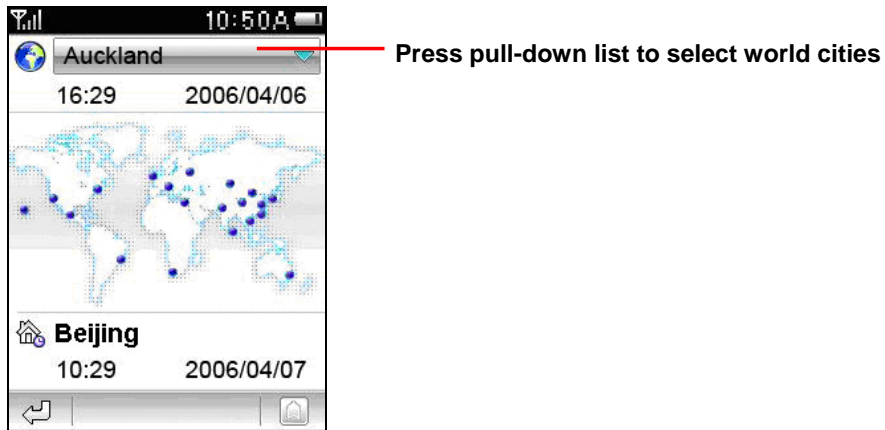 10:50A
Auckland
Press pull-down list to select world cities
16:29 2006/04/06
Beijing
10:29 2006/04/07